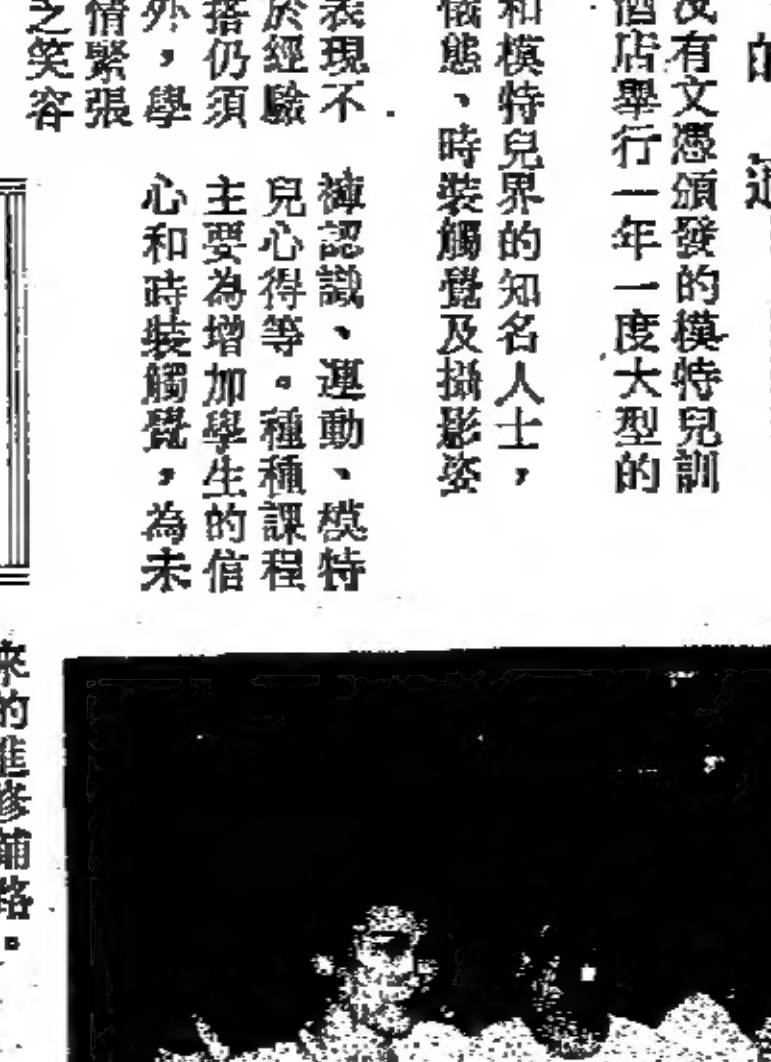 的
沒有文憑頒發的模特兒訓
酒店舉行一年一度大型的
和模特兒界的知名人士，
儀態、時裝觸覺及攝影姿
表現不
於經驗
搭仍須
外，學
情緊張
之笑容
褲認識、運動、模特
兒心得等。種種課程
主要為增加學生的信
心和時裝觸覺，為未
來的進修鋪路。